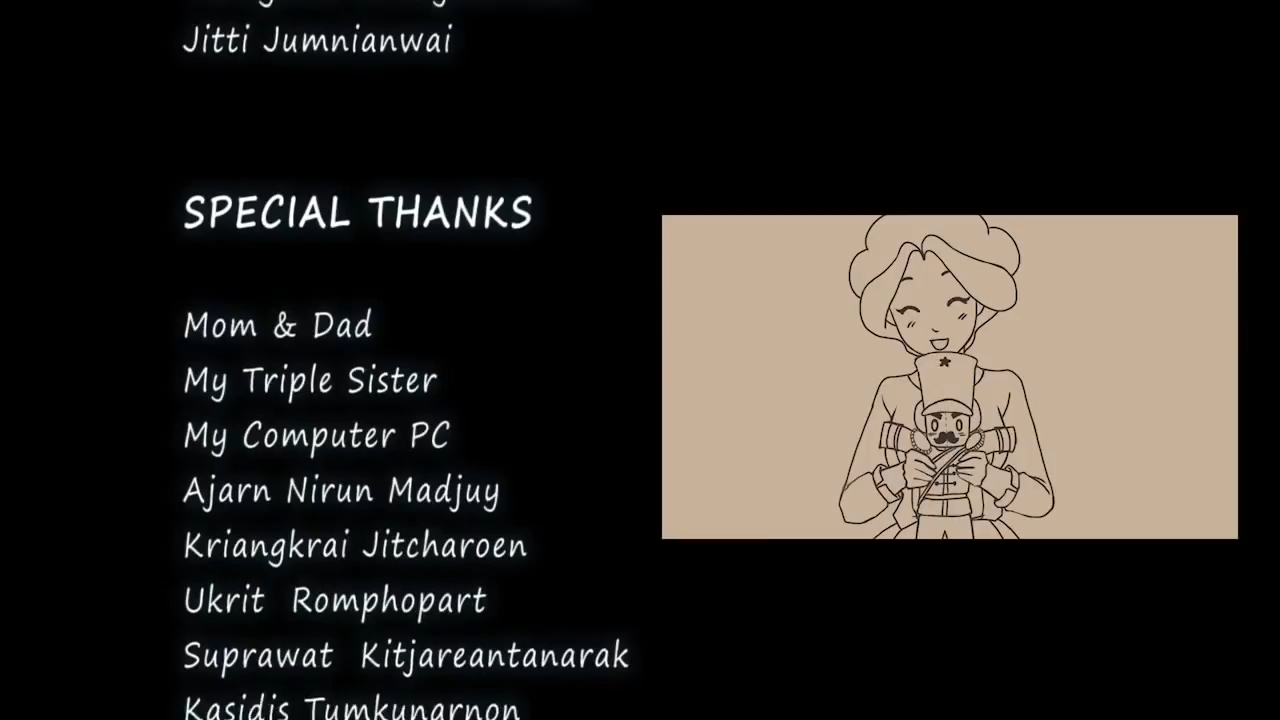 Jitti Jumnianwai
SPECIAL THANKS
Mom & Dad
My Triple Sister
My Computer PC
Ajarn Nirun Madjuy
Kriangkrai Jitcharoen
Ukrit Romphopart
Suprawat Kitjareantanarak
Kasidis Tumkunarnon